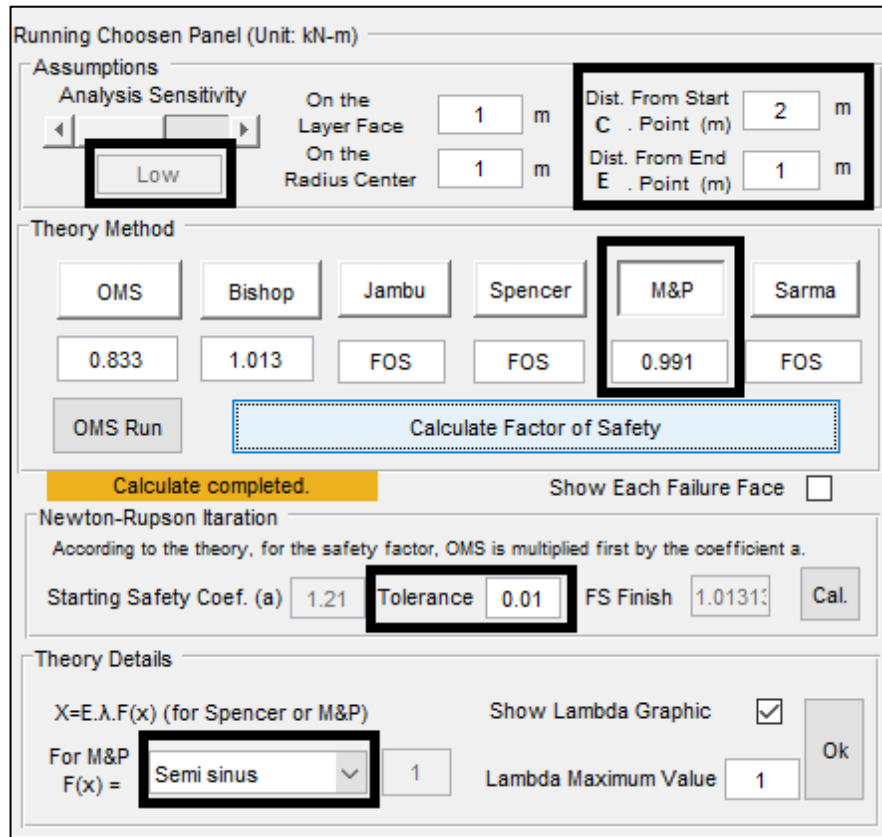 Running Choosen Panel (Unit: kN-m)
Assumptions
Analysis Sensitivity
Low
On the
Layer Face
1 m
On the
Radius Center
1 m
Dist. From Start
C . Point (m)
2 m
Dist. From End
E . Point (m)
1 m
Theory Method
OMS Bishop Jambu Spencer M&P Sarma
0.833 1.013 FOS FOS 0.991 FOS
OMS Run Calculate Factor of Safety
Calculate completed. Show Each Failure Face
Newton-Rupson Itaration
According to the theory, for the safety factor, OMS is multiplied first by the coefficient a.
Starting Safety Coef. (a) 1.21 Tolerance 0.01 FS Finish 1.01313 Cal.
Theory Details
X=E.λ.F(x) (for Spencer or M&P) Show Lambda Graphic
For M&P
F(x) = Semi sinus 1
Lambda Maximum Value 1
Ok